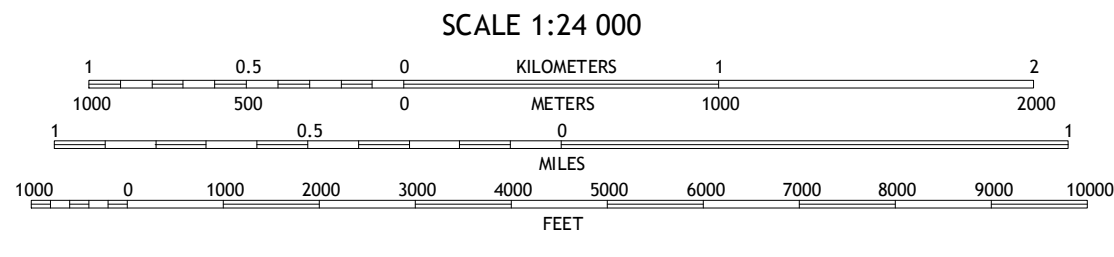 SCALE 1:24 000
1 0.5 0 KILOMETERS 1 2
1000 500 0 METERS 1000 2000
1 0.5 0 1
MILES
1000 0 1000 2000 3000 4000 5000 6000 7000 8000 9000 10000
FEET